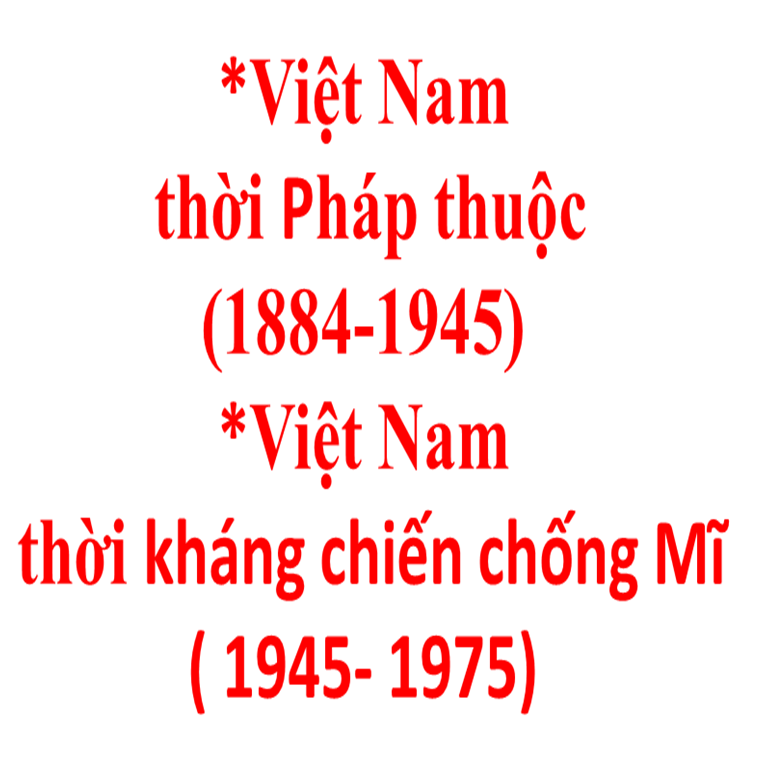 *Việt Nam
thời Pháp thuộc
(1884-1945)
*Việt Nam
thời kháng chiến chống Mĩ
( 1945- 1975)